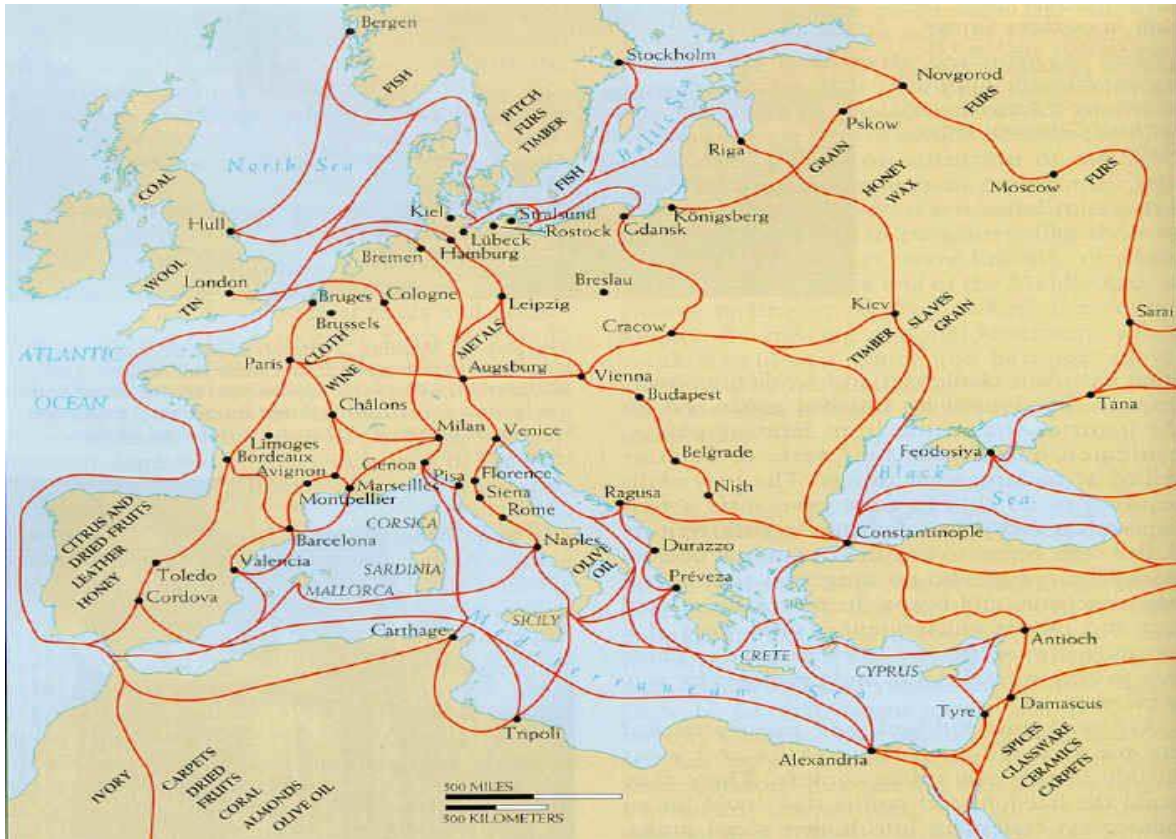 Bergen
Stockholm
Novgorod
FISH
PITCH
FURS
TIMBER
Baltic Sea
FURS
Pskow
Riga
GRAIN
HONEY
WAX
Moscow
FURS
North Sea
COAL
FISH
Hull
Kiel
Stralsund
Rostock
Königsberg
Gdansk
Lübeck
Hamburg
Bremen
WOOL
TIN
London
Bruges
Cologne
Leipzig
Breslau
Kiev
SLAVES
GRAIN
TIMBER
Sarai
Brussels
Cracow
METALS
ATLANTIC
OCEAN
Paris
CLOTH
WINE
Augsburg
Vienna
Budapest
Tana
Châlons
Limoges
Milan
Venice
Bordeaux
Avignon
Genoa
Belgrade
Feodosiya
Black
Sea
Marseilles
Pisa
Florence
Montpellier
Siena
Nish
Ragusa
Rome
CORSICA
CITRUS AND
DRIED FRUITS
LEATHER
HONEY
Barcelona
Naples
Constantinople
Durazzo
OLIVE
OIL
Toledo
Valencia
SARDINIA
MALLORCA
Préveza
Cordova
SICILY
Carthage
Mediterranean Sea
CRETE
Antioch
CYPRUS
Tyre
Damascus
Tripoli
Alexandria
SPICES
GLASSWARE
CERAMICS
CARPETS
IVORY
CARPETS
DRIED
FRUITS
CORAL
ALMONDS
OLIVE OIL
500 MILES
500 KILOMETERS